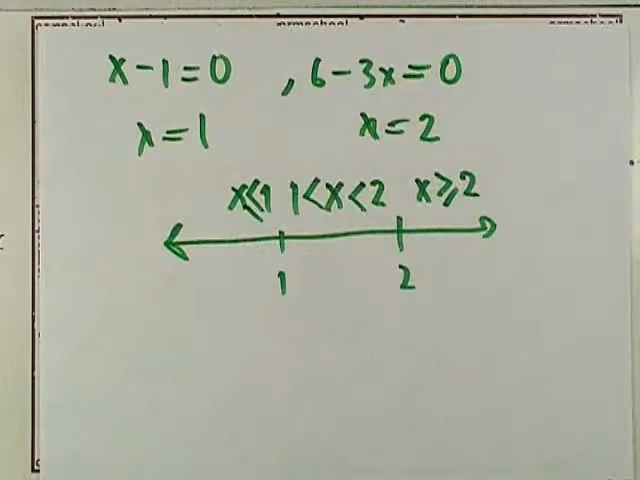 x-1=0 , 6-3x=0
x=1 x=2
x≤1 1<x<2 x≥2
1 2